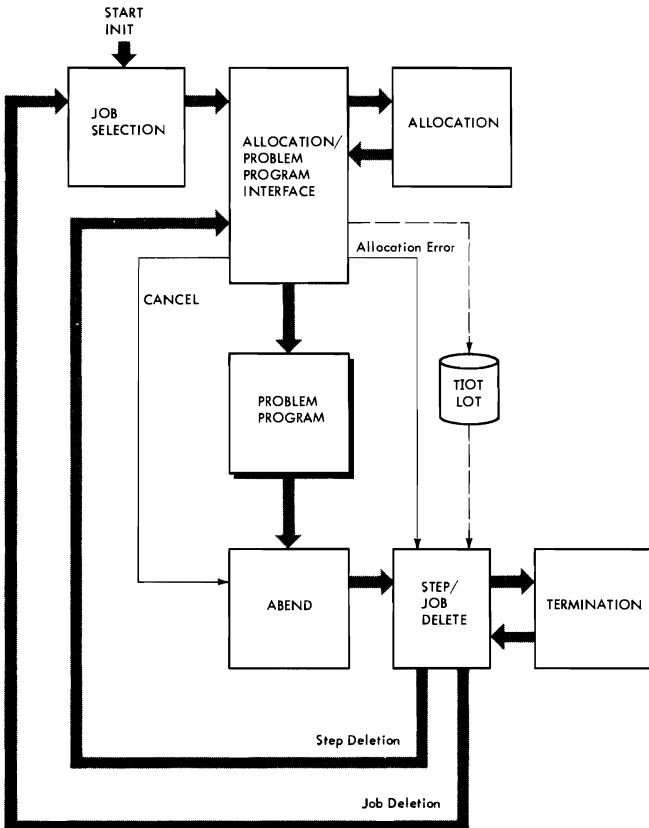 START
INIT
JOB
SELECTION
ALLOCATION/
PROBLEM
PROGRAM
INTERFACE
ALLOCATION
Allocation Error
CANCEL
TIOT
LOT
PROBLEM
PROGRAM
ABEND
STEP/
JOB
DELETE
TERMINATION
Step Deletion
Job Deletion